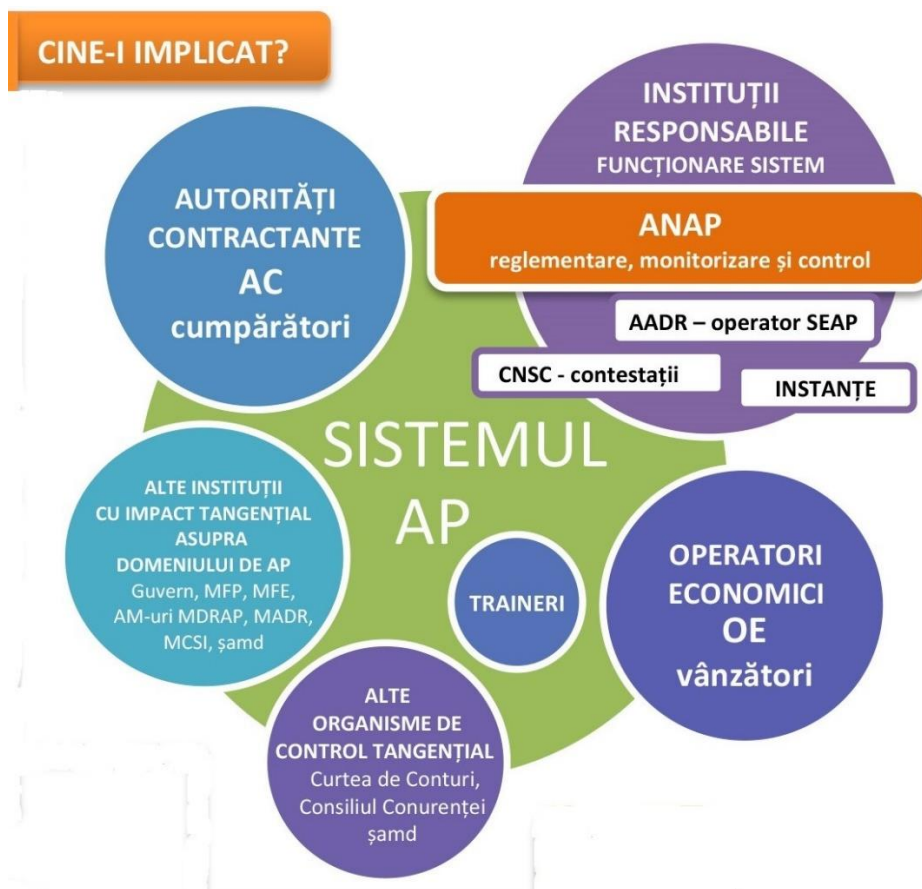 CINE-I IMPLICAT?
INSTITUȚII
RESPONSABILE
FUNCȚIONARE SISTEM
ANAP
reglementare, monitorizare și control
AADR – operator SEAP
CNSC - contestații
INSTANȚE
AUTORITĂȚI
CONTRACTANTE
AC
cumpărători
SISTEMUL
AP
ALTE INSTITUȚII
CU IMPACT TANGENȚIAL
ASUPRA
DOMENIULUI DE AP
Guvern, MFP, MFE,
AM-uri MDRAP, MADR,
MCSI, șamd
TRAINERI
OPERATORI
ECONOMICI
OE
vânzători
ALTE
ORGANISME DE
CONTROL TANGENȚIAL
Curtea de Conturi,
Consiliul Conurenței
șamd